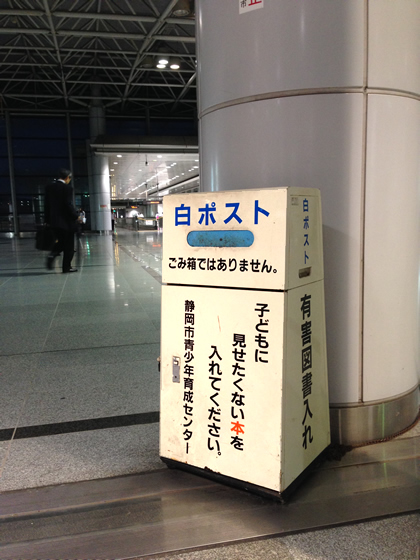 白ポスト
ごみ箱ではありません。
子どもに
見せたくない本を
入れてください。
静岡市青少年育成センター
白ポスト
有害図書入れ